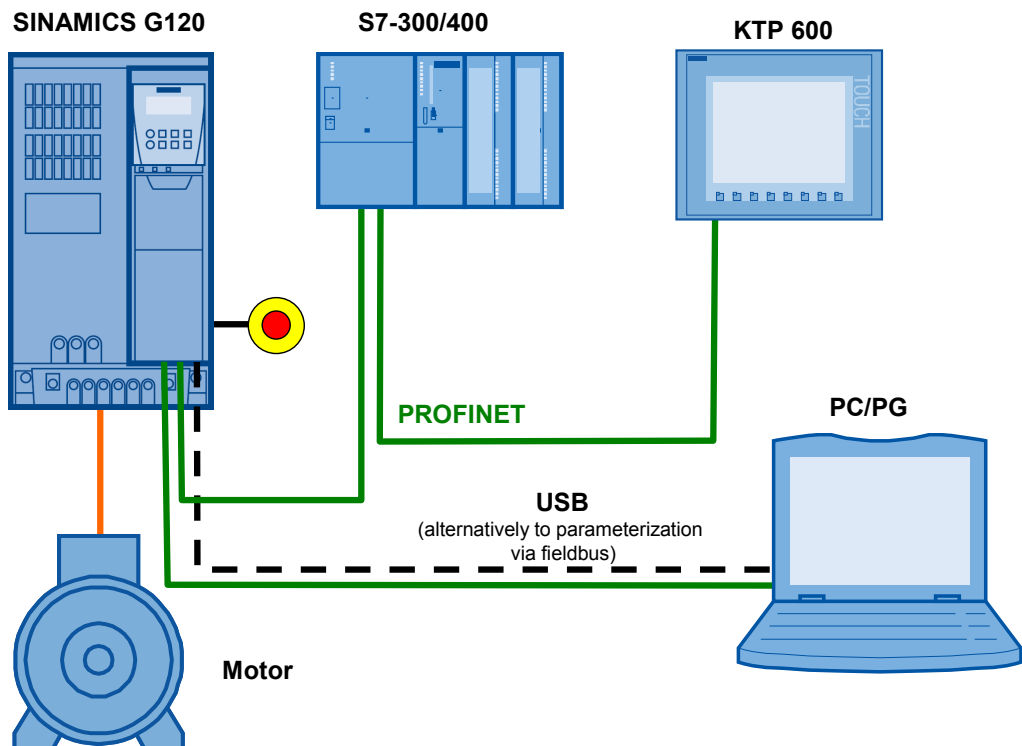 SINAMICS G120
S7-300/400
KTP 600
TOUCH
PROFINET
PC/PG
USB
(alternatively to parameterization
via fieldbus)
Motor